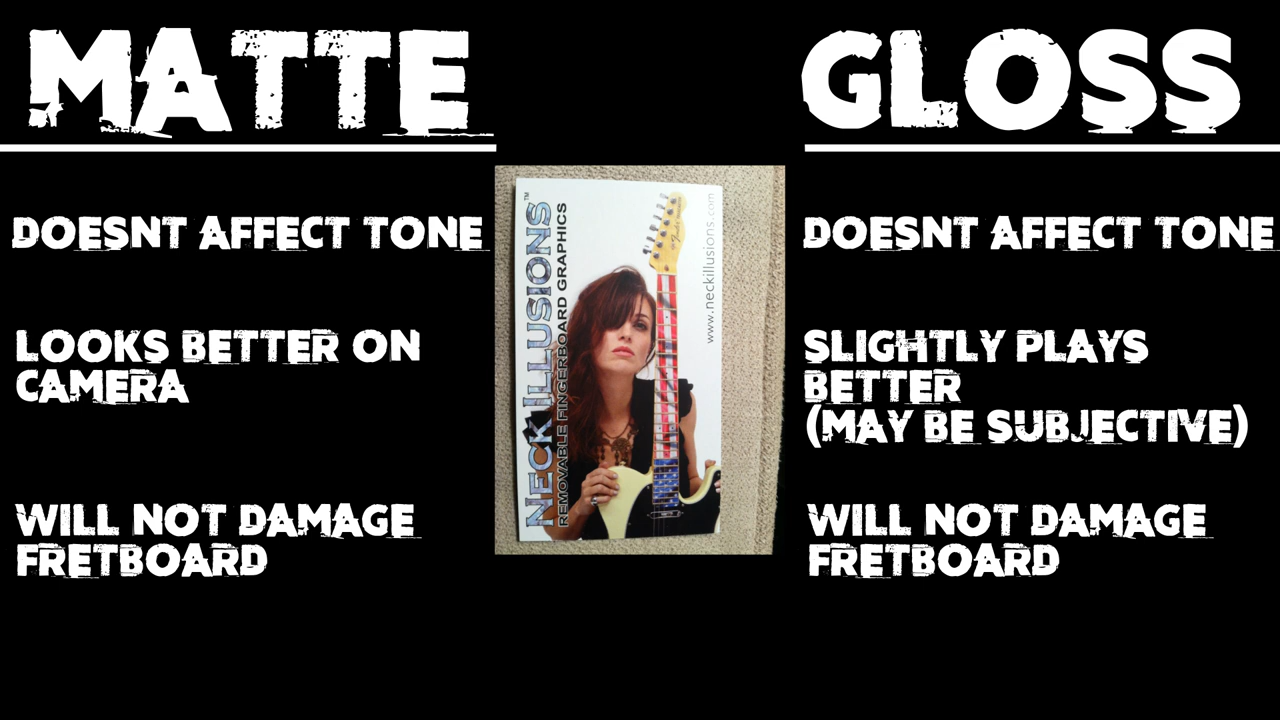 MATTE
DOESNT AFFECT TONE
LOOKS BETTER ON
CAMERA
WILL NOT DAMAGE
FRETBOARD
NECK ILLUSIONS™
REMOVABLE FINGERBOARD GRAPHICS
www.neckillusions.com
GLOSS
DOESNT AFFECT TONE
SLIGHTLY PLAYS
BETTER
(MAY BE SUBJECTIVE)
WILL NOT DAMAGE
FRETBOARD